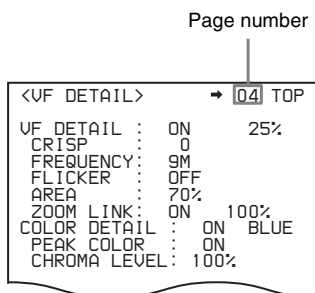 Page number
<VF DETAIL> ➡ 04 TOP
VF DETAIL : ON 25%
CRISP : 0
FREQUENCY: 9M
FLICKER : OFF
AREA : 70%
ZOOM LINK: ON 100%
COLOR DETAIL : ON BLUE
PEAK COLOR : ON
CHROMA LEVEL: 100%